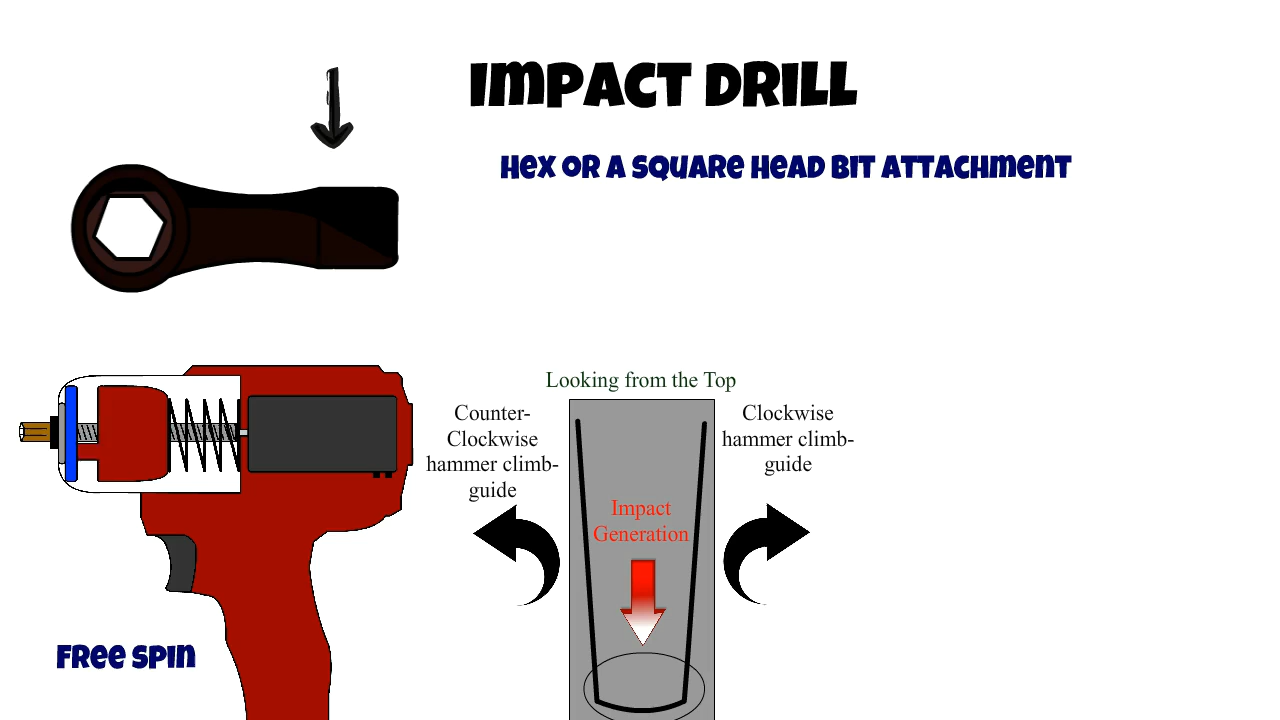 Impact Drill
Hex or a square head bit attachment
Looking from the Top
Counter-
Clockwise
hammer climb-
guide
Clockwise
hammer climb-
guide
Impact
Generation
Free spin